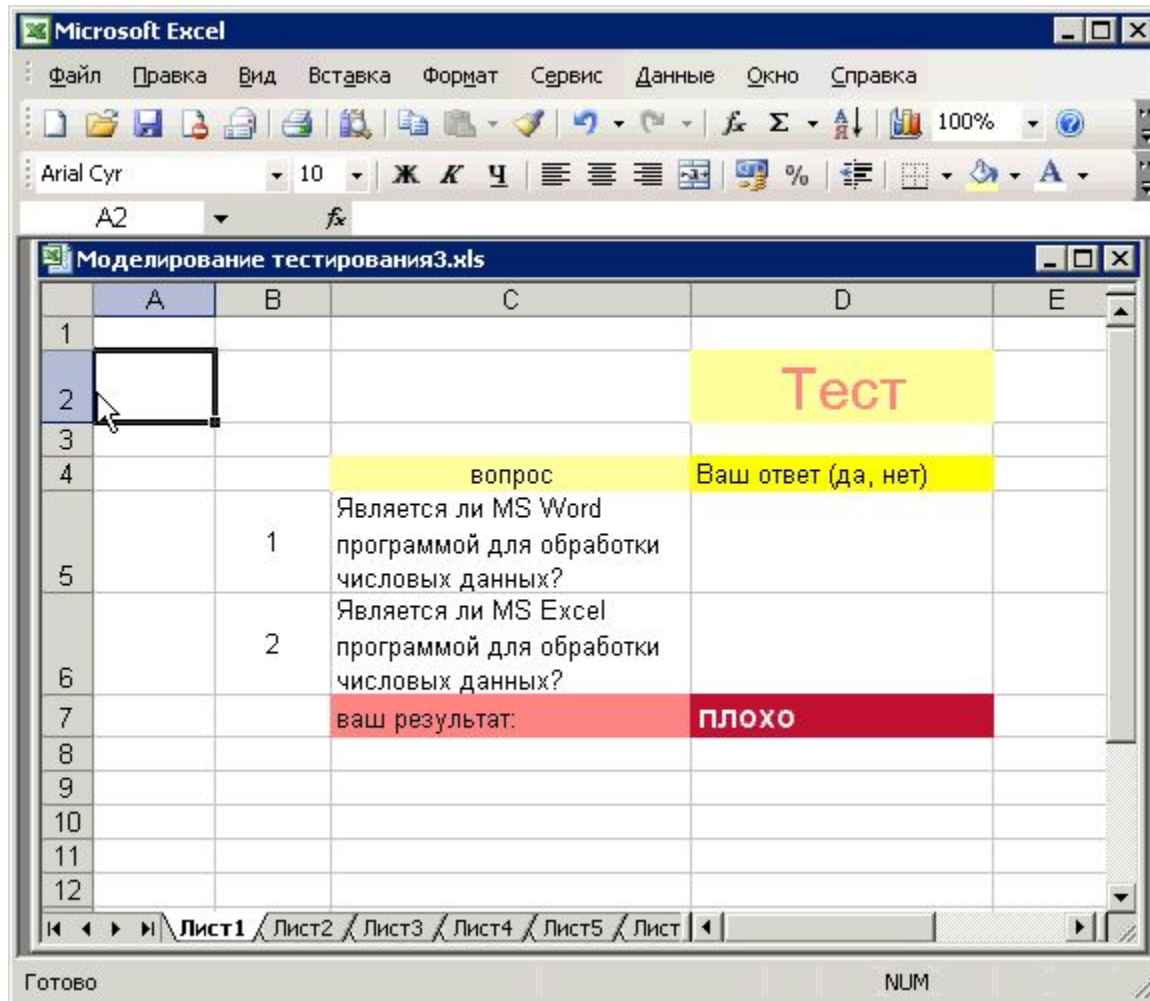 Microsoft Excel
Файл Правка Вид Вставка Формат Сервис Данные Окно Справка
100%
Arial Cyr 10 Ж К Ч %
A2 fx
Моделирование тестирования3.xls
A B C D E
1
2 Тест
3
4 вопрос Ваш ответ (да, нет)
Является ли MS Word
1 программой для обработки
5 числовых данных?
Является ли MS Excel
2 программой для обработки
6 числовых данных?
7 ваш результат: плохо
8
9
10
11
12
Лист1 Лист2 Лист3 Лист4 Лист5 Лист
Готово NUM